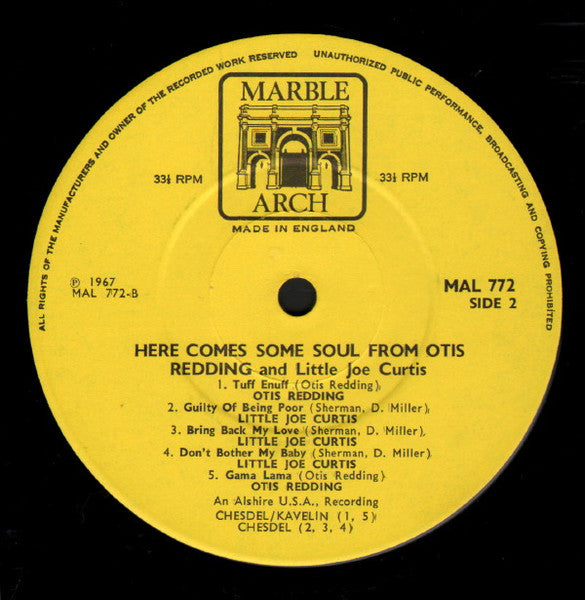 ALL RIGHTS OF THE MANUFACTURERS AND OWNER OF THE RECORDED WORK RESERVED
UNAUTHORIZED PUBLIC PERFORMANCE, BROADCASTING AND COPYING PROHIBITED
MARBLE
ARCH
33⅓ RPM
33⅓ RPM
MADE IN ENGLAND
Ⓟ 1967
MAL 772-B
MAL 772
SIDE 2
HERE COMES SOME SOUL FROM OTIS
REDDING and Little Joe Curtis
1. Tuff Enuff (Otis Redding),
OTIS REDDING
2. Guilty Of Being Poor (Sherman, D. Miller),
LITTLE JOE CURTIS
3. Bring Back My Love (Sherman, D. Miller),
LITTLE JOE CURTIS
4. Don't Bother My Baby (Sherman, D. Miller),
LITTLE JOE CURTIS
5. Gama Lama (Otis Redding),
OTIS REDDING
An Alshire U.S.A., Recording
CHESDEL/KAVELIN (1, 5)
CHESDEL (2, 3, 4)